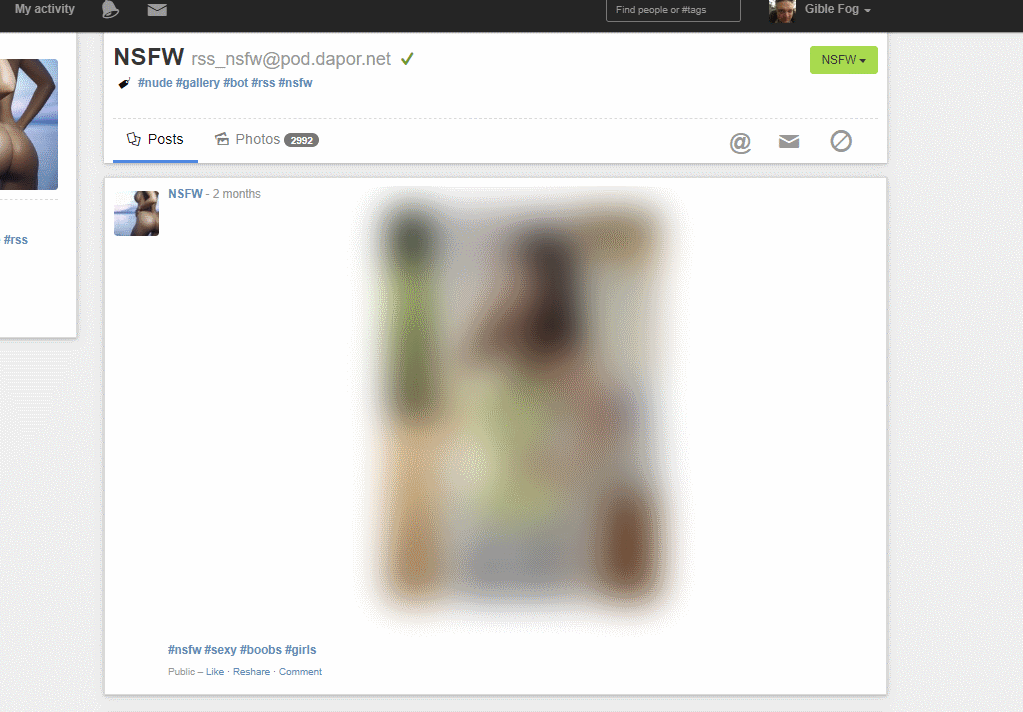 My activity
Find people or #tags
Gible Fog
NSFW rss_nsfw@pod.dapor.net
NSFW
#nude #gallery #bot #rss #nsfw
Posts
Photos 2992
@
#rss
NSFW - 2 months
#nsfw #sexy #boobs #girls
Public – Like · Reshare · Comment